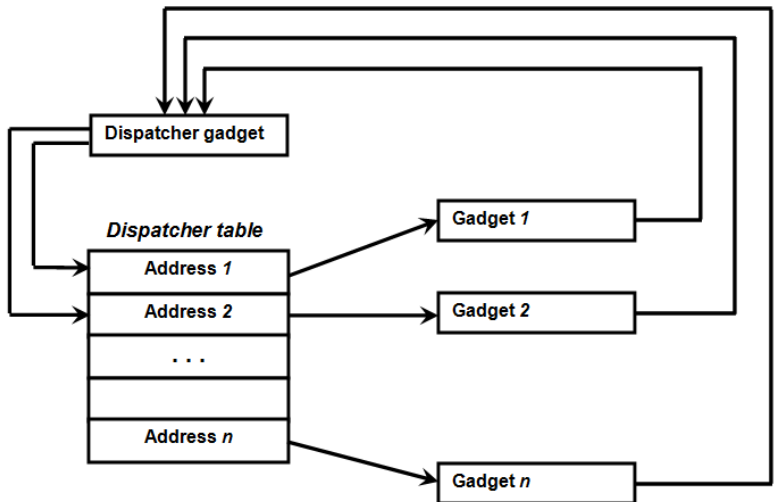 Dispatcher gadget
Dispatcher table
Address 1
Address 2
. . .
Address n
Gadget 1
Gadget 2
Gadget n